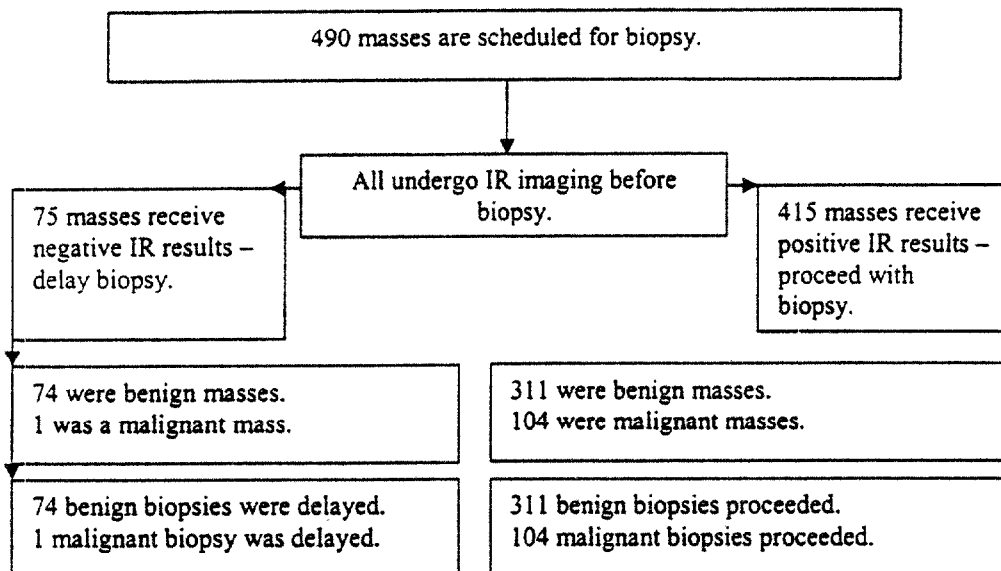 490 masses are scheduled for biopsy.
All undergo IR imaging before
biopsy.
75 masses receive
negative IR results –
delay biopsy.
415 masses receive
positive IR results –
proceed with
biopsy.
74 were benign masses.
1 was a malignant mass.
311 were benign masses.
104 were malignant masses.
74 benign biopsies were delayed.
1 malignant biopsy was delayed.
311 benign biopsies proceeded.
104 malignant biopsies proceeded.